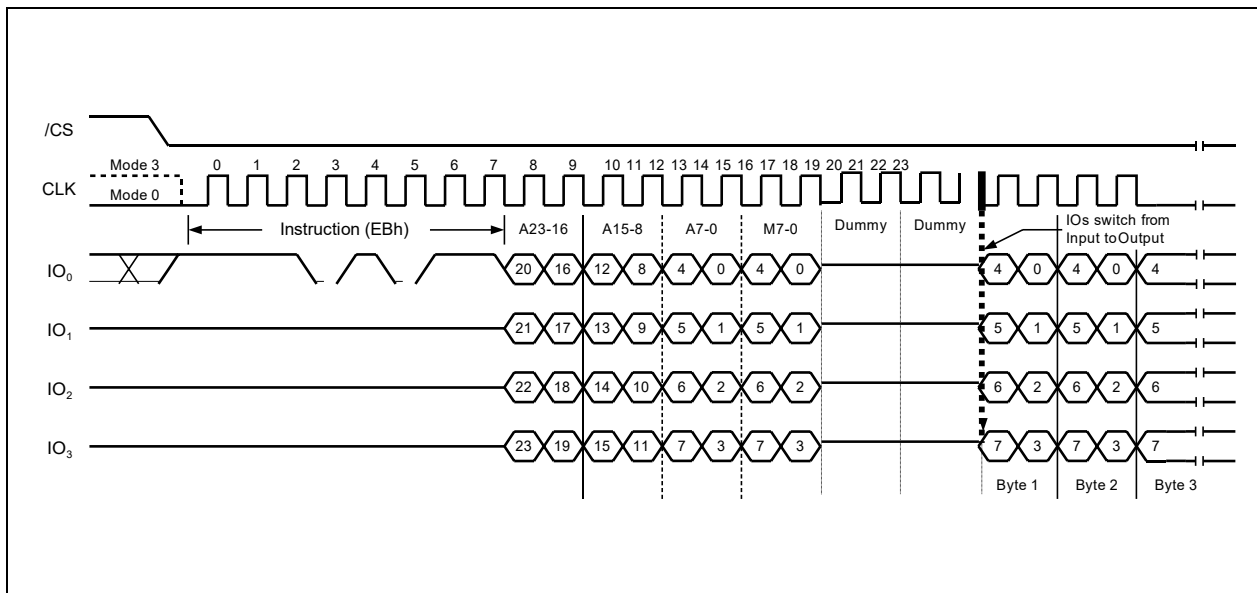 /CS
Mode 3
0 1 2 3 4 5 6 7 8 9 10 11 12 13 14 15 16 17 18 19 20 21 22 23
CLK
Mode 0
Instruction (EBh) A23-16 A15-8 A7-0 M7-0 Dummy Dummy
IOs switch from
Input toOutput
IO0 20 16 12 8 4 0 4 0 4 0 4 0 4
IO1 21 17 13 9 5 1 5 1 5 1 5 1 5
IO2 22 18 14 10 6 2 6 2 6 2 6 2 6
IO3 23 19 15 11 7 3 7 3 7 3 7 3 7
Byte 1 Byte 2 Byte 3